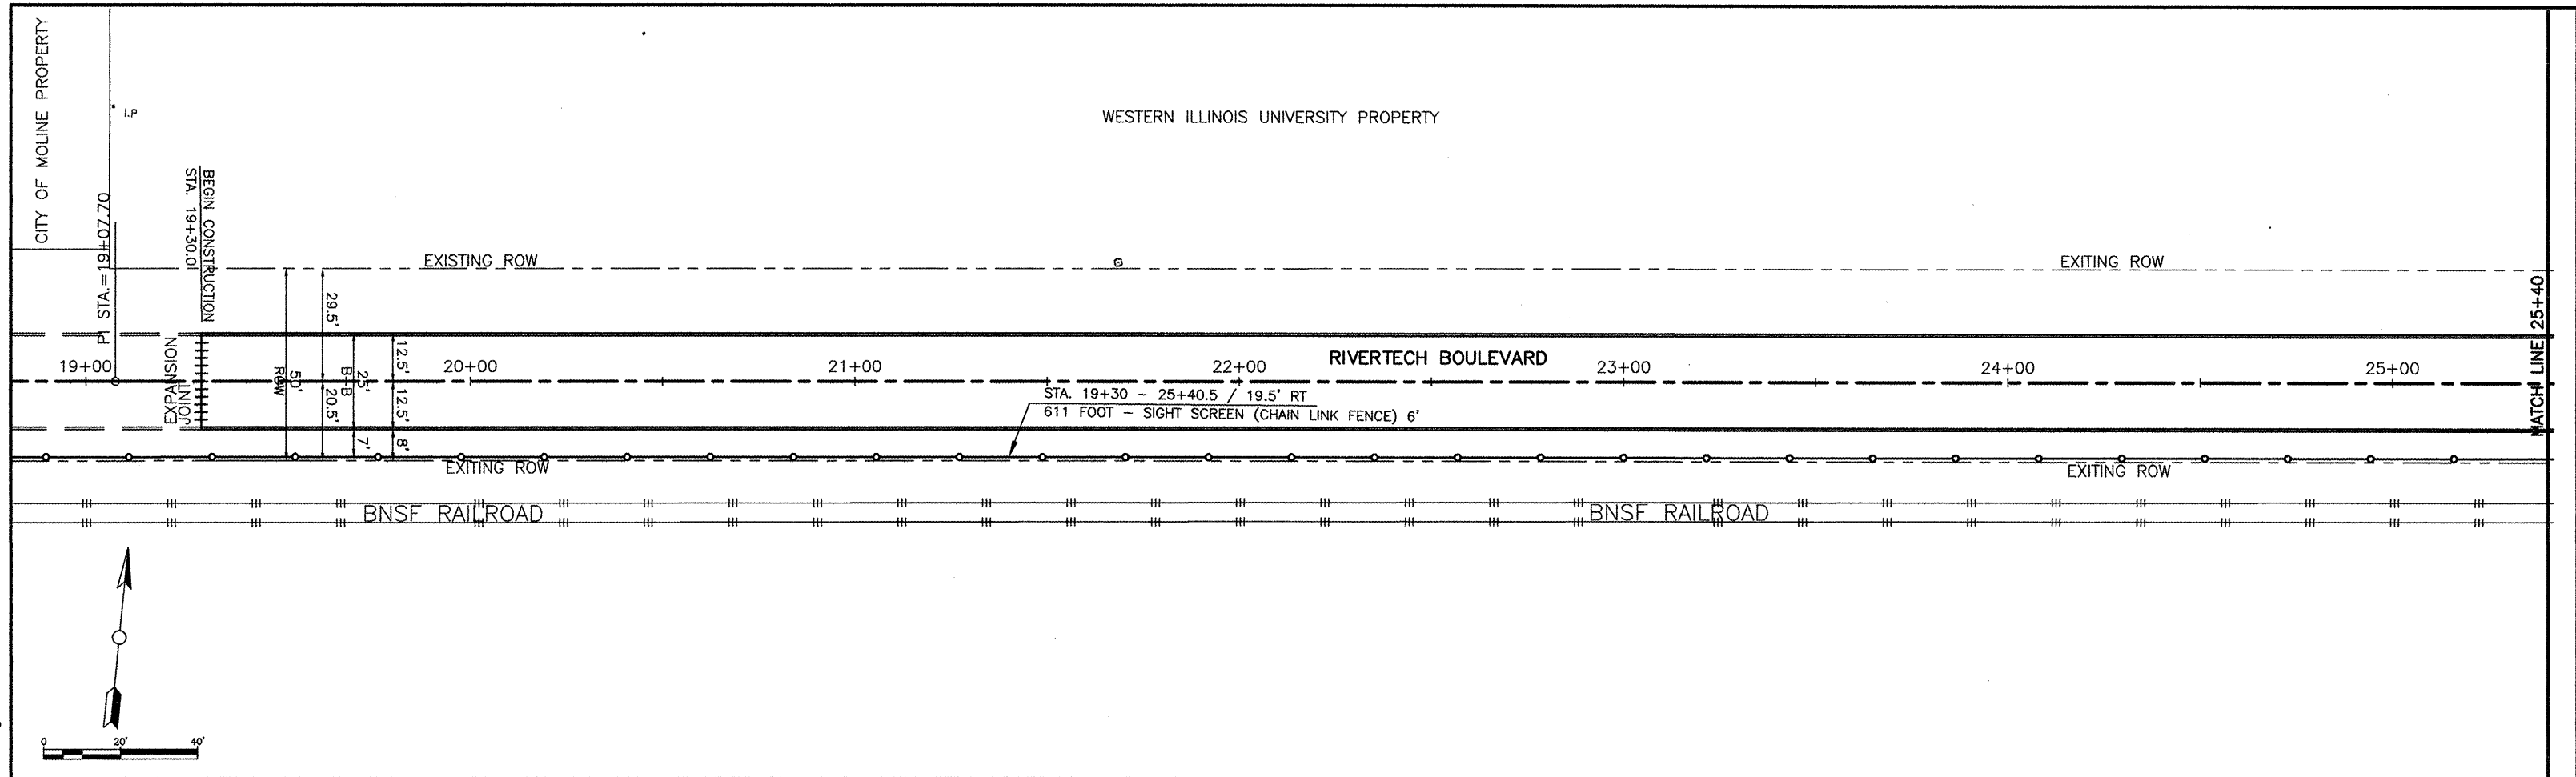 CITY OF MOLINE PROPERTY
I.P
WESTERN ILLINOIS UNIVERSITY PROPERTY
PI STA.=19+07.70
BEGIN CONSTRUCTION
STA. 19+30.0
EXISTING ROW
EXITING ROW
29.5'
20.5'
50'
ROW
25'
B-B
7'
12.5'
12.5'
8'
EXPANSION
JOINT
19+00
20+00
21+00
22+00
RIVERTECH BOULEVARD
23+00
24+00
25+00
MATCH LINE 25+40
STA. 19+30 - 25+40.5 / 19.5' RT
611 FOOT - SIGHT SCREEN (CHAIN LINK FENCE) 6'
EXITING ROW
EXITING ROW
BNSF RAILROAD
BNSF RAILROAD
0 20' 40'